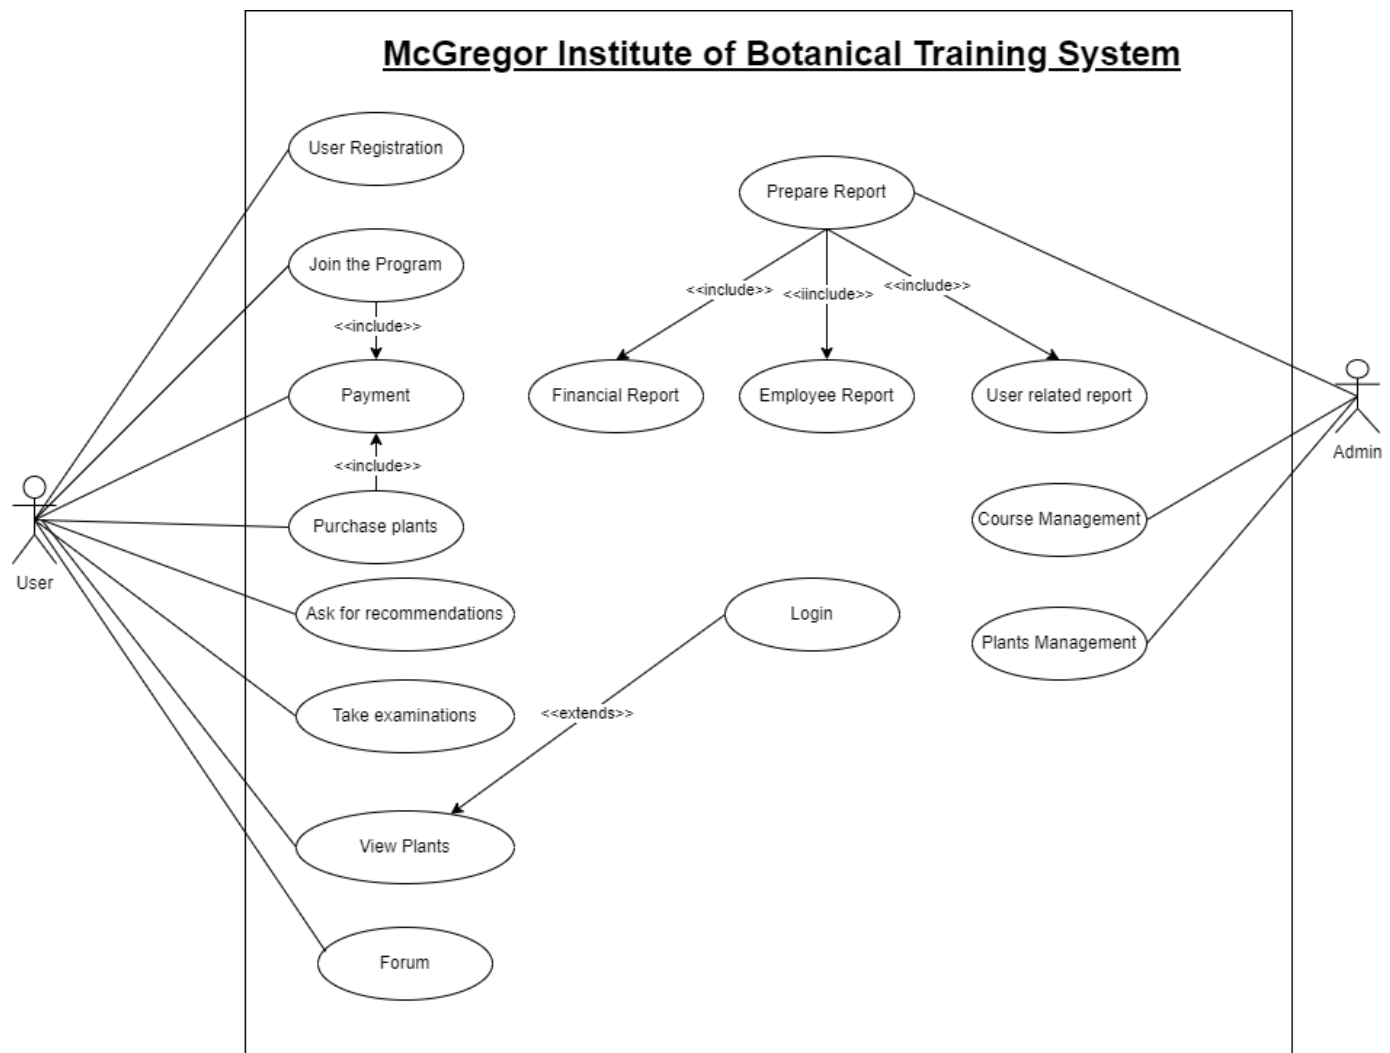 McGregor Institute of Botanical Training System
User Registration
Prepare Report
Join the Program
<<include>>
<<iinclude>>
<<include>>
<<include>>
Payment
Financial Report
Employee Report
User related report
Admin
<<include>>
Purchase plants
Course Management
User
Ask for recommendations
Login
Plants Management
Take examinations
<<extends>>
View Plants
Forum